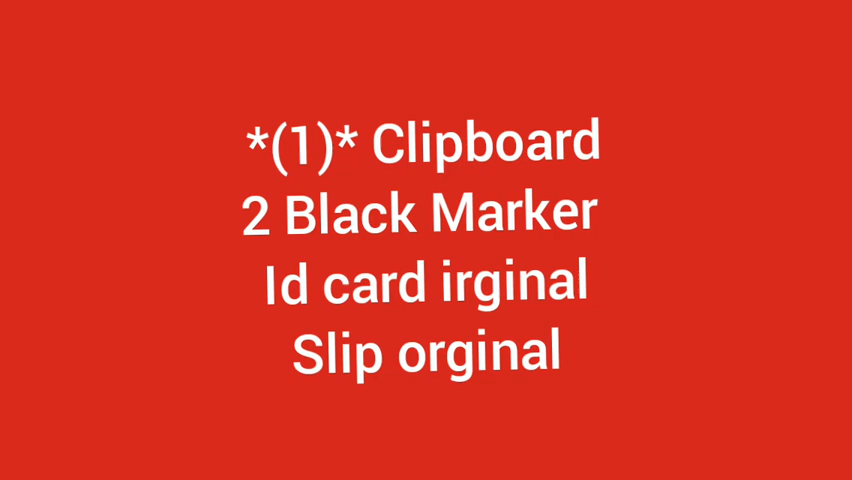 *(1)* Clipboard
2 Black Marker
Id card irginal
Slip orginal